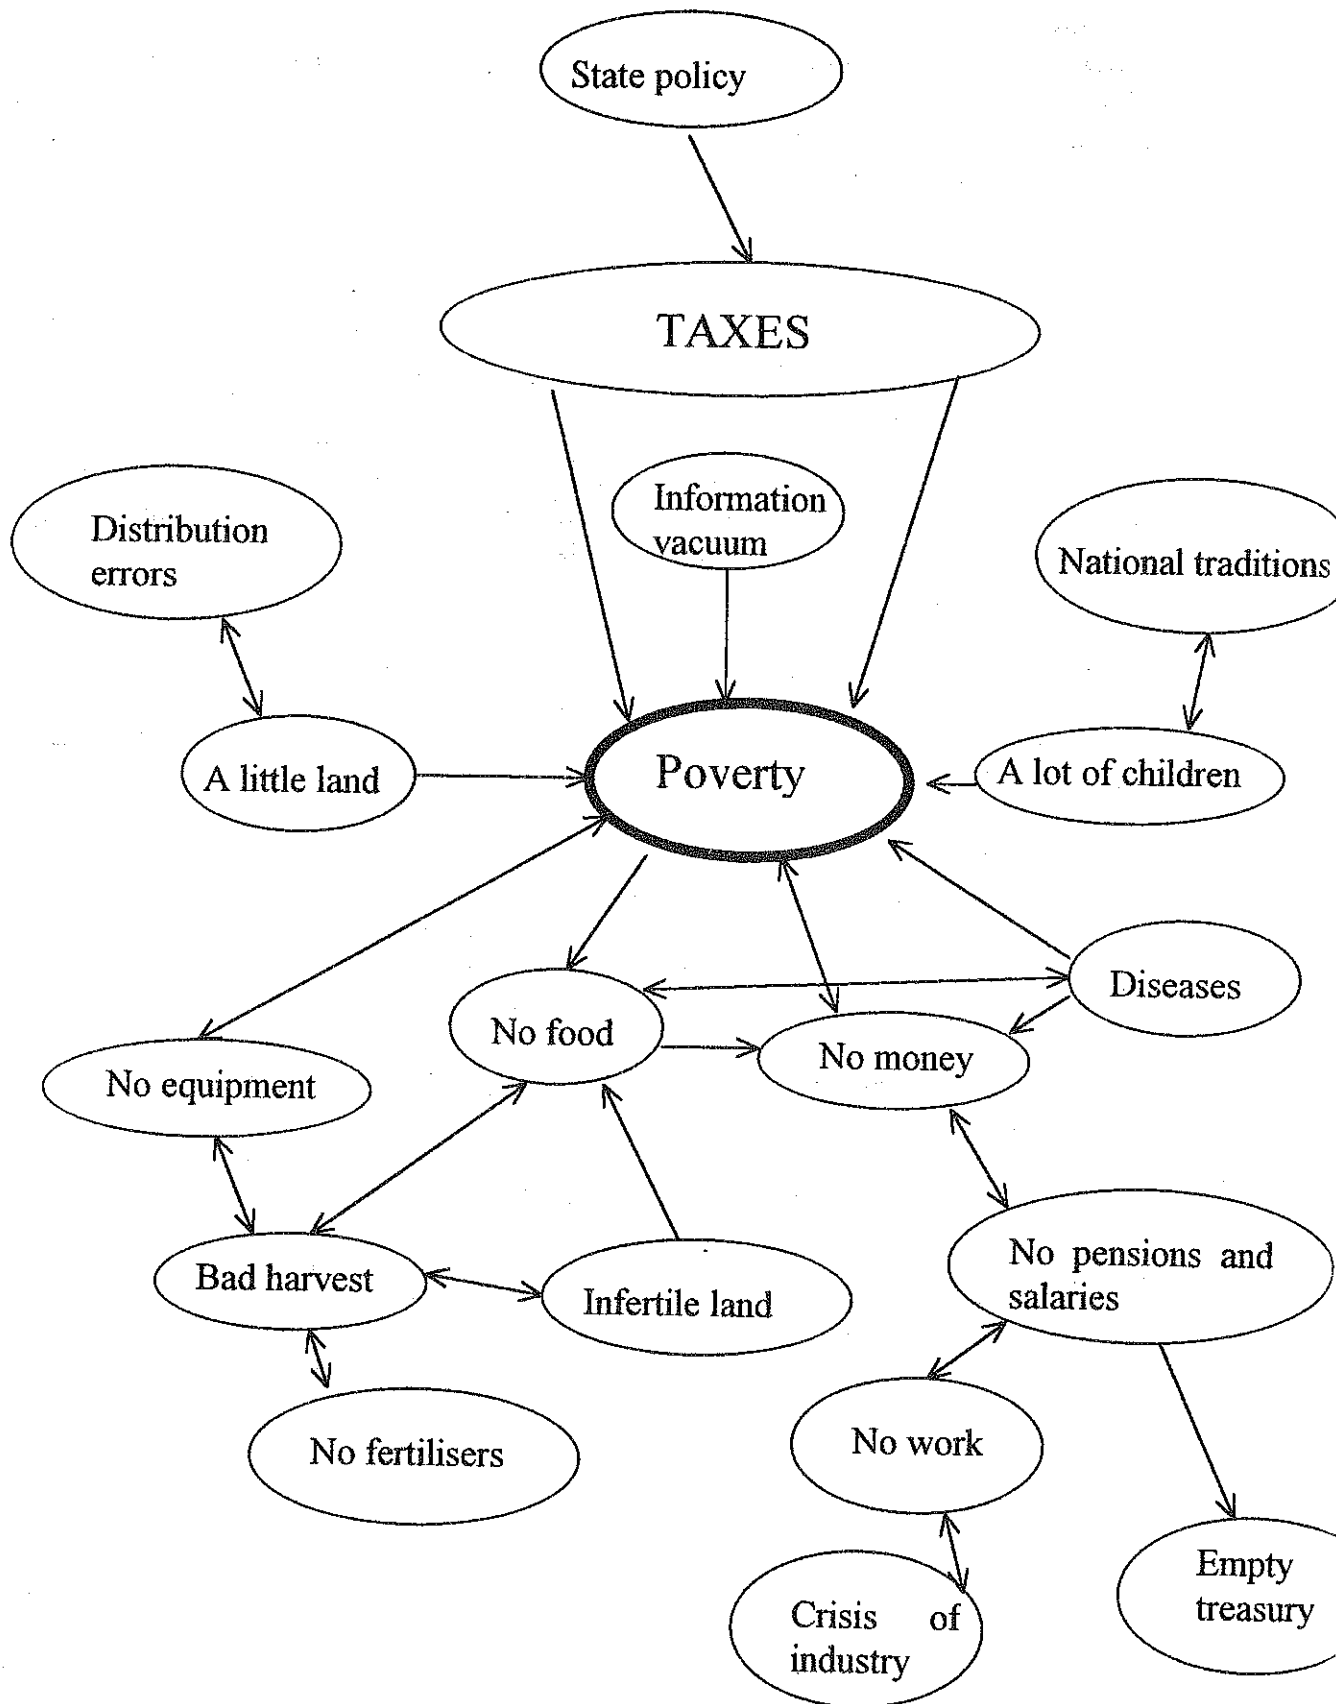 State policy
TAXES
Information
vacuum
Distribution
errors
National traditions
A little land
Poverty
A lot of children
Diseases
No food
No money
No equipment
Bad harvest
Infertile land
No pensions and
salaries
No fertilisers
No work
Empty
treasury
Crisis of
industry